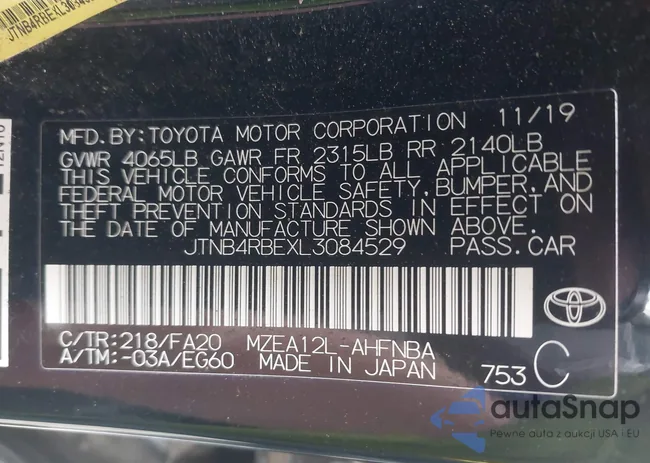 JTNB4RBEXL30845
11/19
MFD.BY:TOYOTA MOTOR CORPORATION
GVWR 4065LB GAWR FR 2315LB RR 2140LB
THIS VEHICLE CONFORMS TO ALL APPLICABLE
FEDERAL MOTOR VEHICLE SAFETY, BUMPER, AND
THEFT PREVENTION STANDARDS IN EFFECT ON
THE DATE OF MANUFACTURE SHOWN ABOVE.
JTNB4RBEXL3084529 PASS.CAR
C/TR:218/FA20 MZEA12L-AHFNBA
A/TM:-03A/EG60 MADE IN JAPAN 753 C
autaSnap
Pewne auta z aukcji USA i EU